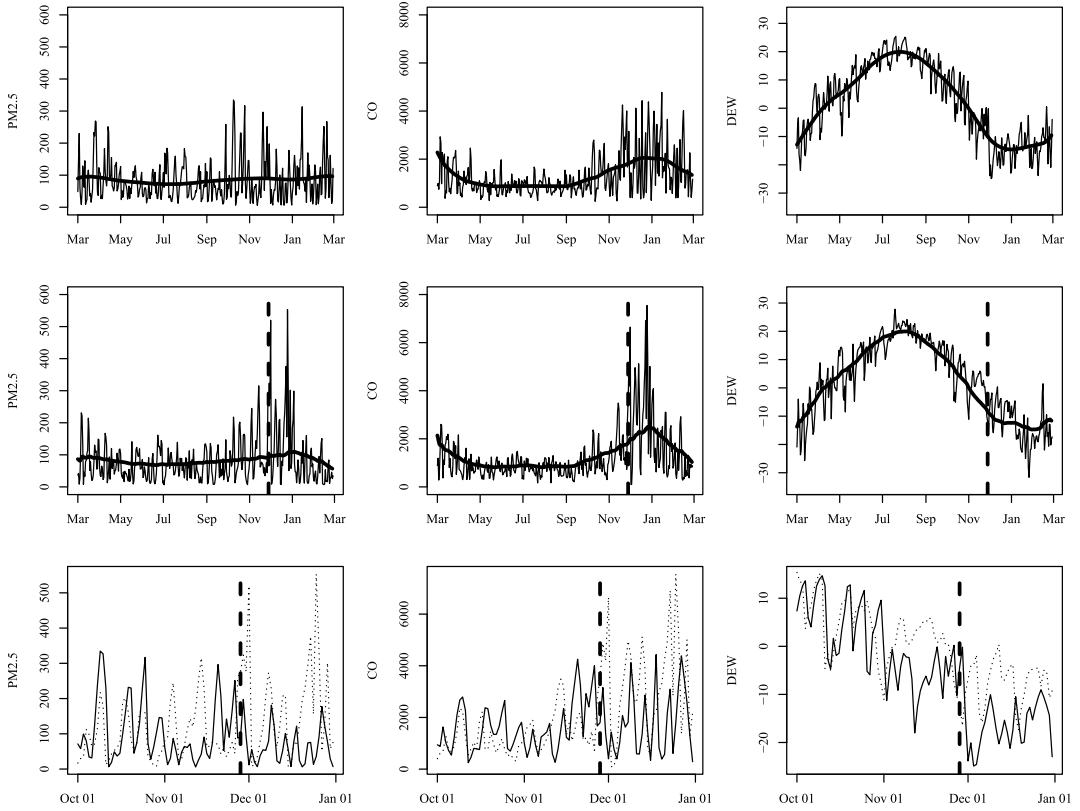 PM2.5
0 100 200 300 400 500 600
Mar May Jul Sep Nov Jan Mar
CO
0 2000 4000 6000 8000
Mar May Jul Sep Nov Jan Mar
DEW
-30 -10 0 10 20 30
Mar May Jul Sep Nov Jan Mar
PM2.5
0 100 200 300 400 500 600
Mar May Jul Sep Nov Jan Mar
CO
0 2000 4000 6000 8000
Mar May Jul Sep Nov Jan Mar
DEW
-30 -10 0 10 20 30
Mar May Jul Sep Nov Jan Mar
PM2.5
0 100 200 300 400 500
Oct 01 Nov 01 Dec 01 Jan 01
CO
0 2000 4000 6000
Oct 01 Nov 01 Dec 01 Jan 01
DEW
-20 -10 0 10
Oct 01 Nov 01 Dec 01 Jan 01